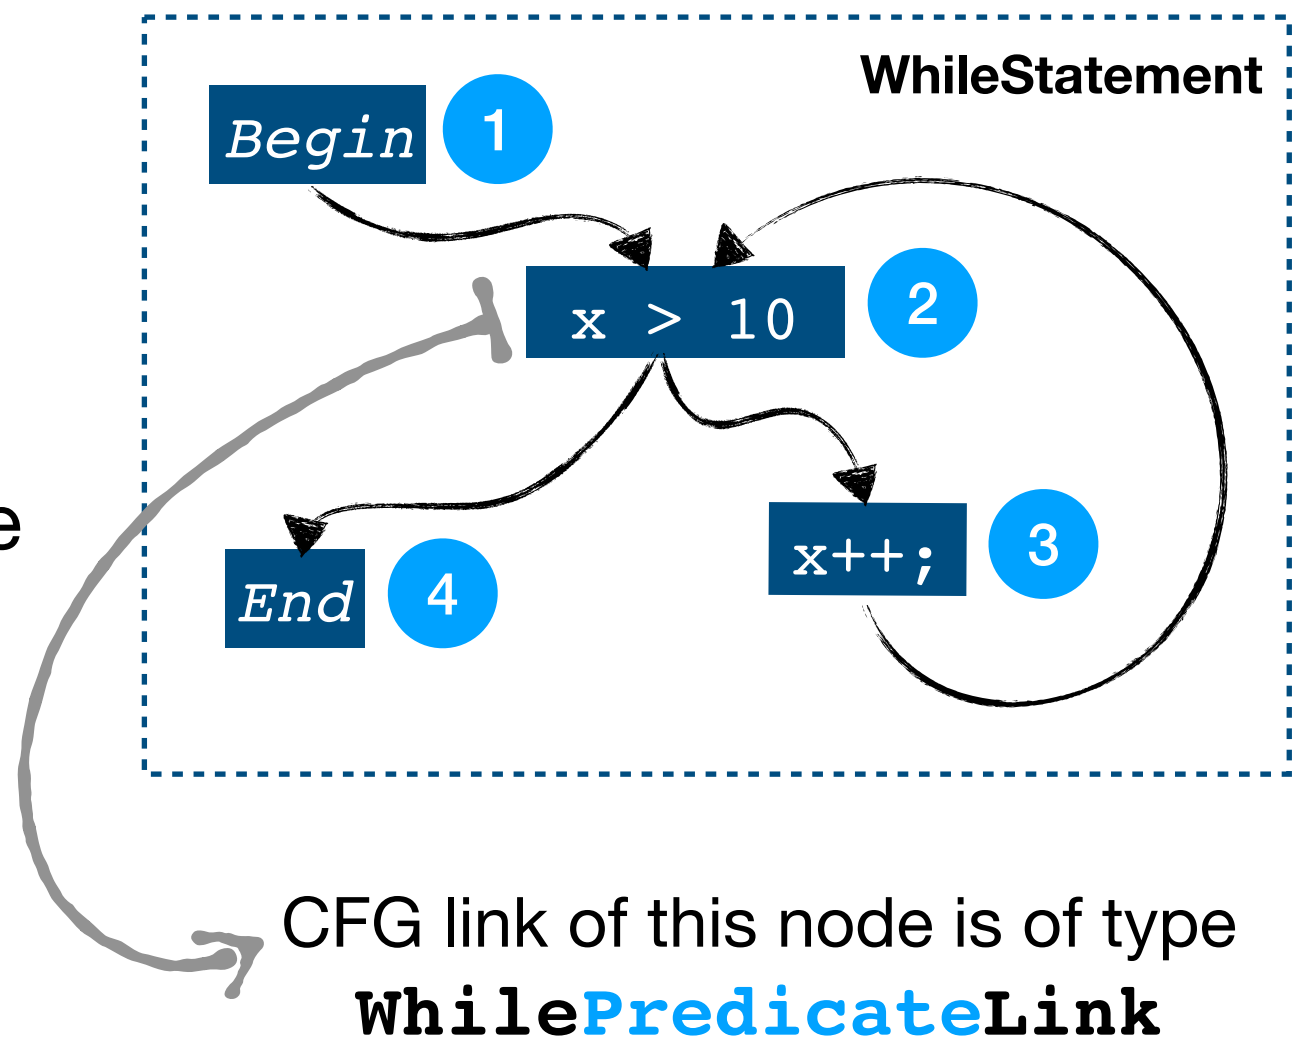 WhileStatement
Begin
1
x > 10
2
e
x++;
3
End
4
CFG link of this node is of type
WhilePredicateLink